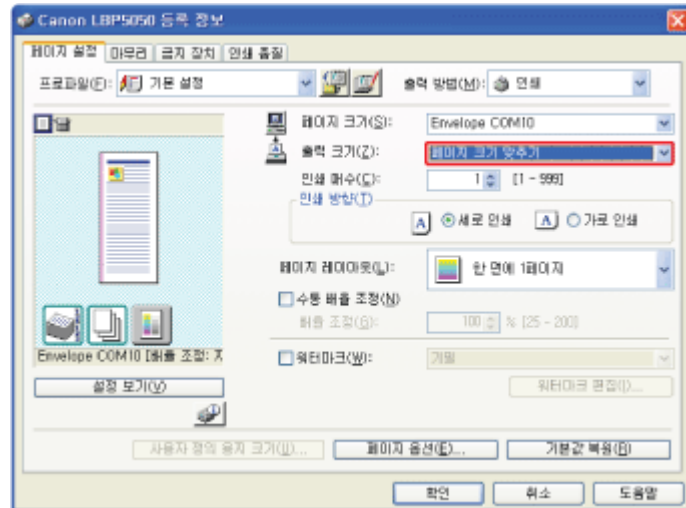 Canon LBP5050 등록 정보
페이지 설정 마무리 급지 장치 인쇄 품질
프로파일(F): 기본 설정 출력 방법(M): 인쇄
페이지 크기(S): Envelope COM10
출력 크기(Z): 페이지 크기 맞추기
인쇄 매수(C): 1 [1 - 999]
인쇄 방향(T)
A 세로 인쇄 A 가로 인쇄
페이지 레이아웃(L): 한 면에 1페이지
수동 배율 조정(N)
배율 조정(G): 100 % [25 - 200]
Envelope COM10 [배율 조정: 자
워터마크(W): 기밀
설정 보기(V) 워터마크 편집(I)...
사용자 정의 용지 크기(U)... 페이지 옵션(E)... 기본값 복원(R)
확인 취소 도움말